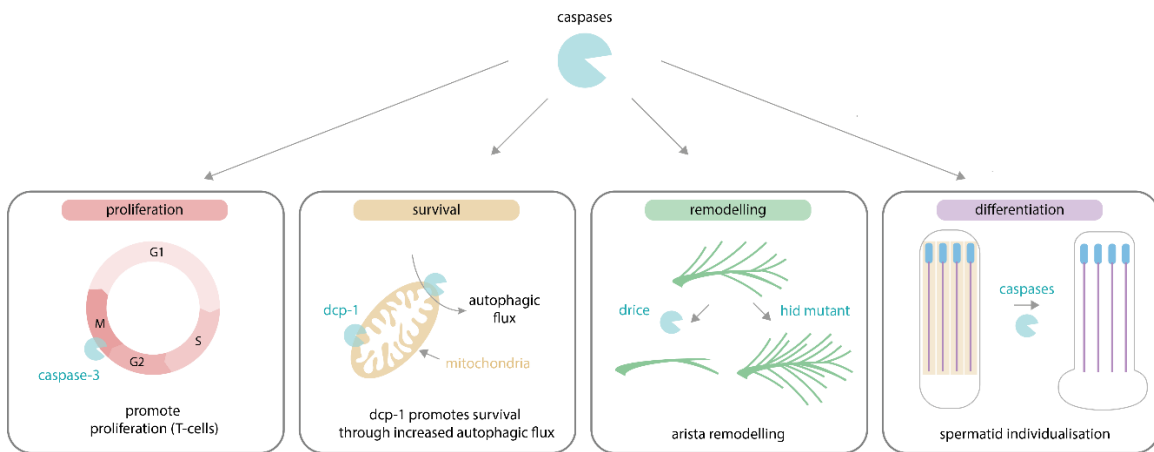 caspases
proliferation
G1
M
S
G2
caspase-3
promote
proliferation (T-cells)
survival
dcp-1
autophagic
flux
mitochondria
dcp-1 promotes survival
through increased autophagic flux
remodelling
drice
hid mutant
arista remodelling
differentiation
caspases
spermatid individualisation